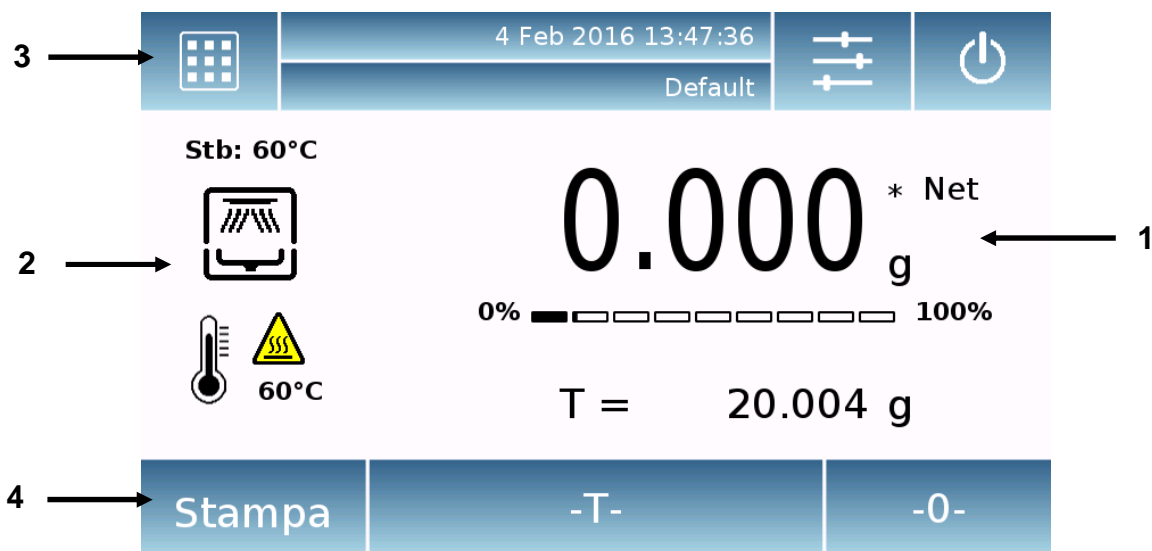 3
4 Feb 2016 13:47:36
Default
Stb: 60°C
0.000 * Net
g
1
2
0% 100%
60°C
T = 20.004 g
4
Stampa -T- -0-